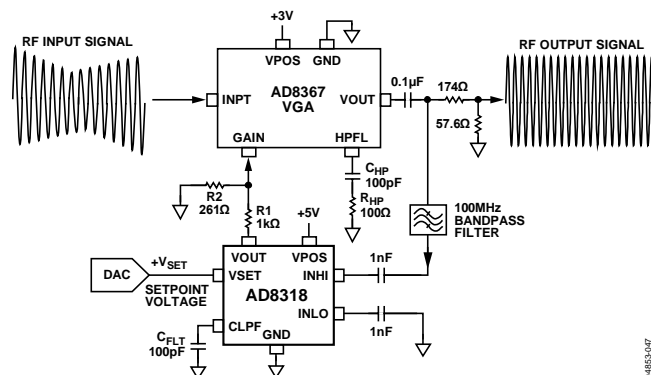 +3V
RF INPUT SIGNAL
RF OUTPUT SIGNAL
VPOS GND
AD8367
VGA
INPT
VOUT
0.1µF
174Ω
57.6Ω
GAIN
HPFL
CHP
100pF
RHP
100Ω
R2
261Ω
R1
1kΩ
+5V
100MHz
BANDPASS
FILTER
VOUT VPOS
DAC
+VSET
SETPOINT
VOLTAGE
VSET
INHI
1nF
AD8318
CLPF
INLO
1nF
GND
CFLT
100pF
04853-047